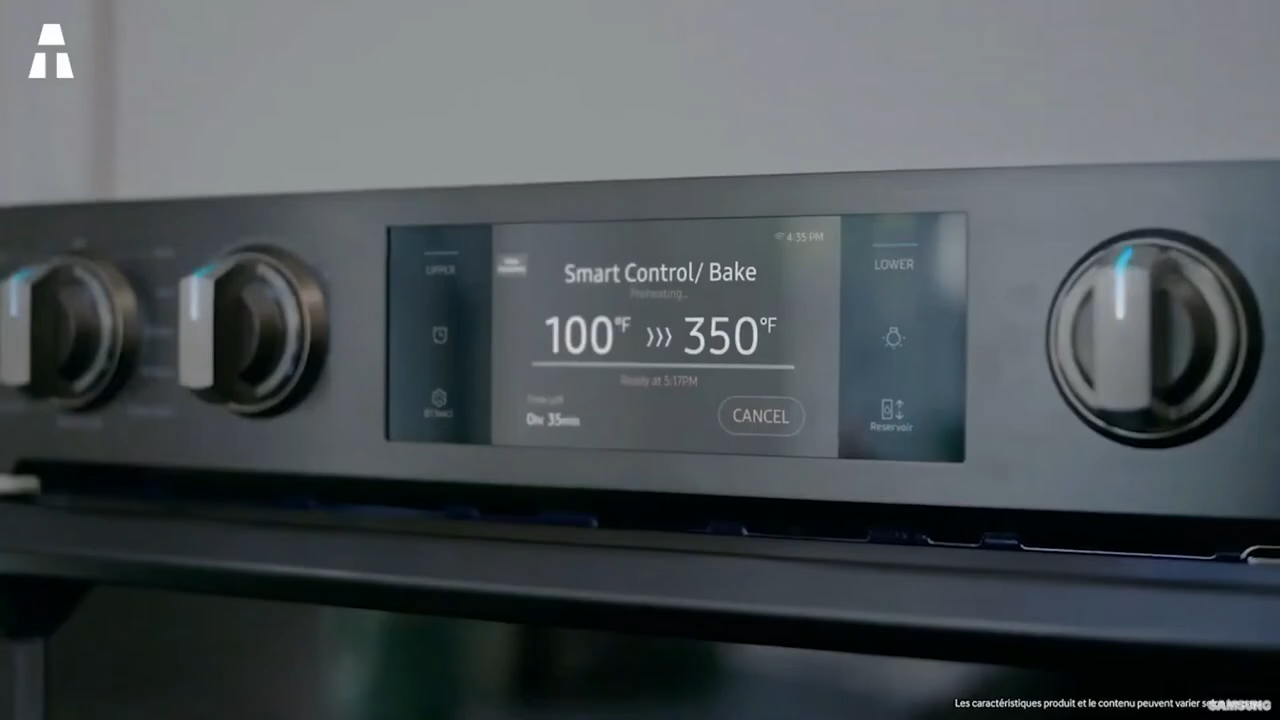 4:35 PM
UPPER
LOWER
Smart Control/ Bake
Preheating...
100°F ››› 350°F
Ready at 5:17PM
0hr 35min
CANCEL
Reservoir
Les caractéristiques produit et le contenu peuvent varier
SAMSUNG